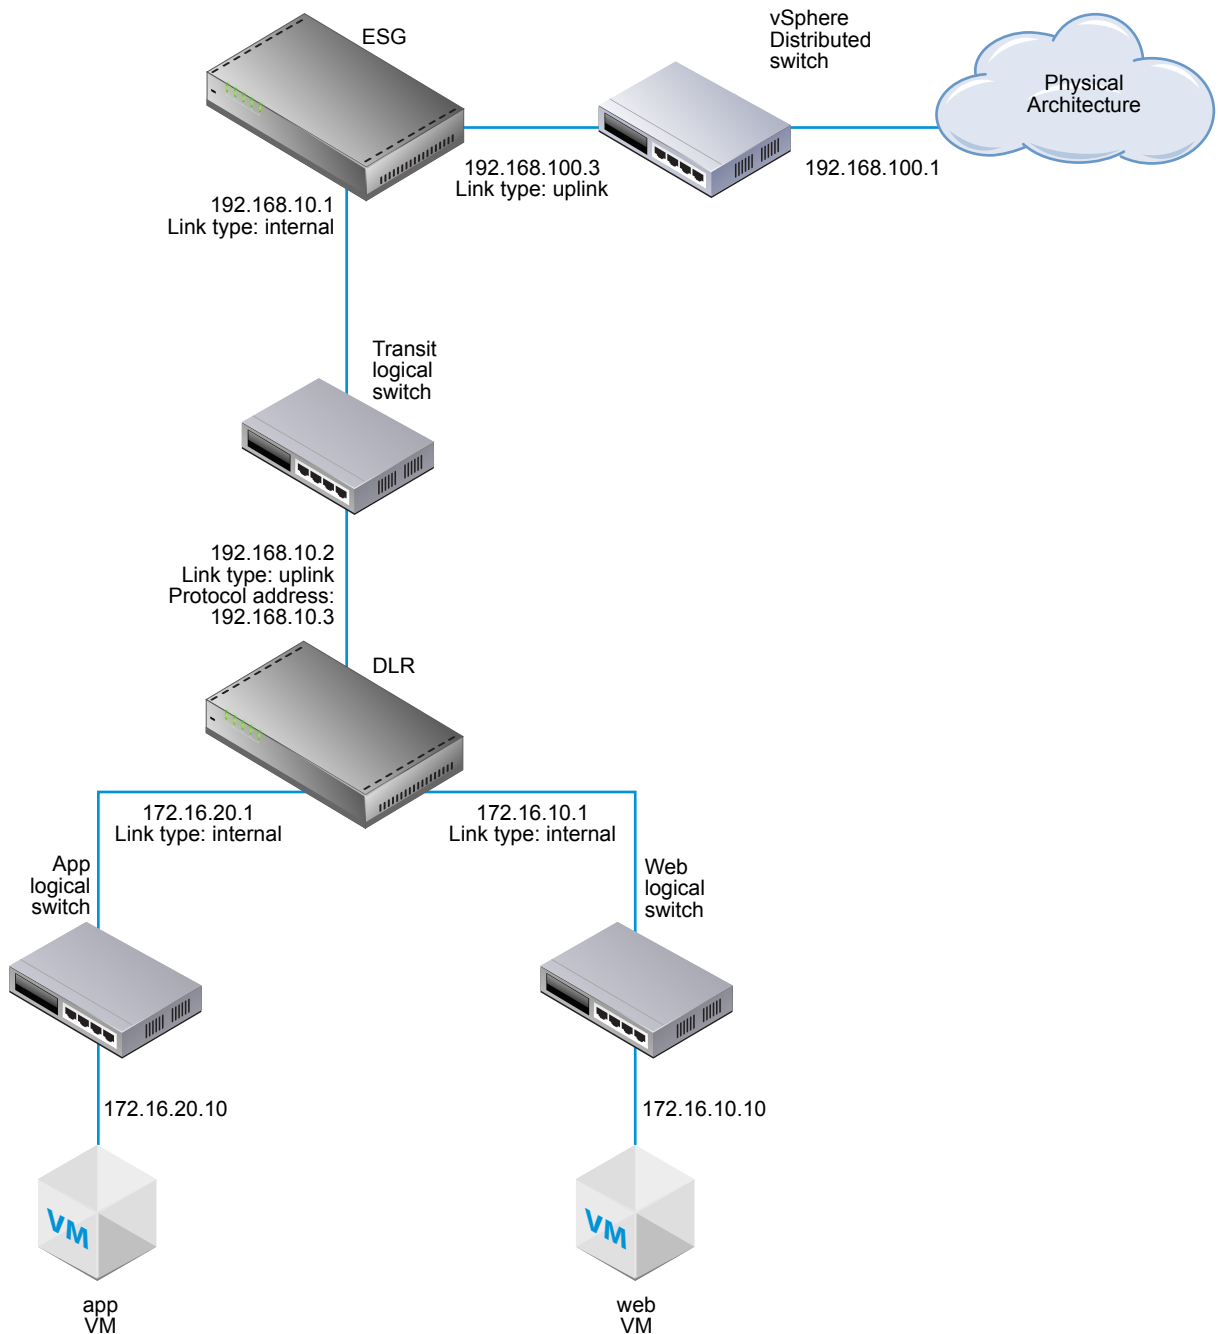 ESG
vSphere
Distributed
switch
Physical
Architecture
192.168.100.3
Link type: uplink
192.168.100.1
192.168.10.1
Link type: internal
Transit
logical
switch
192.168.10.2
Link type: uplink
Protocol address:
192.168.10.3
DLR
172.16.20.1
Link type: internal
172.16.10.1
Link type: internal
App
logical
switch
Web
logical
switch
172.16.20.10
172.16.10.10
VM
VM
app
VM
web
VM